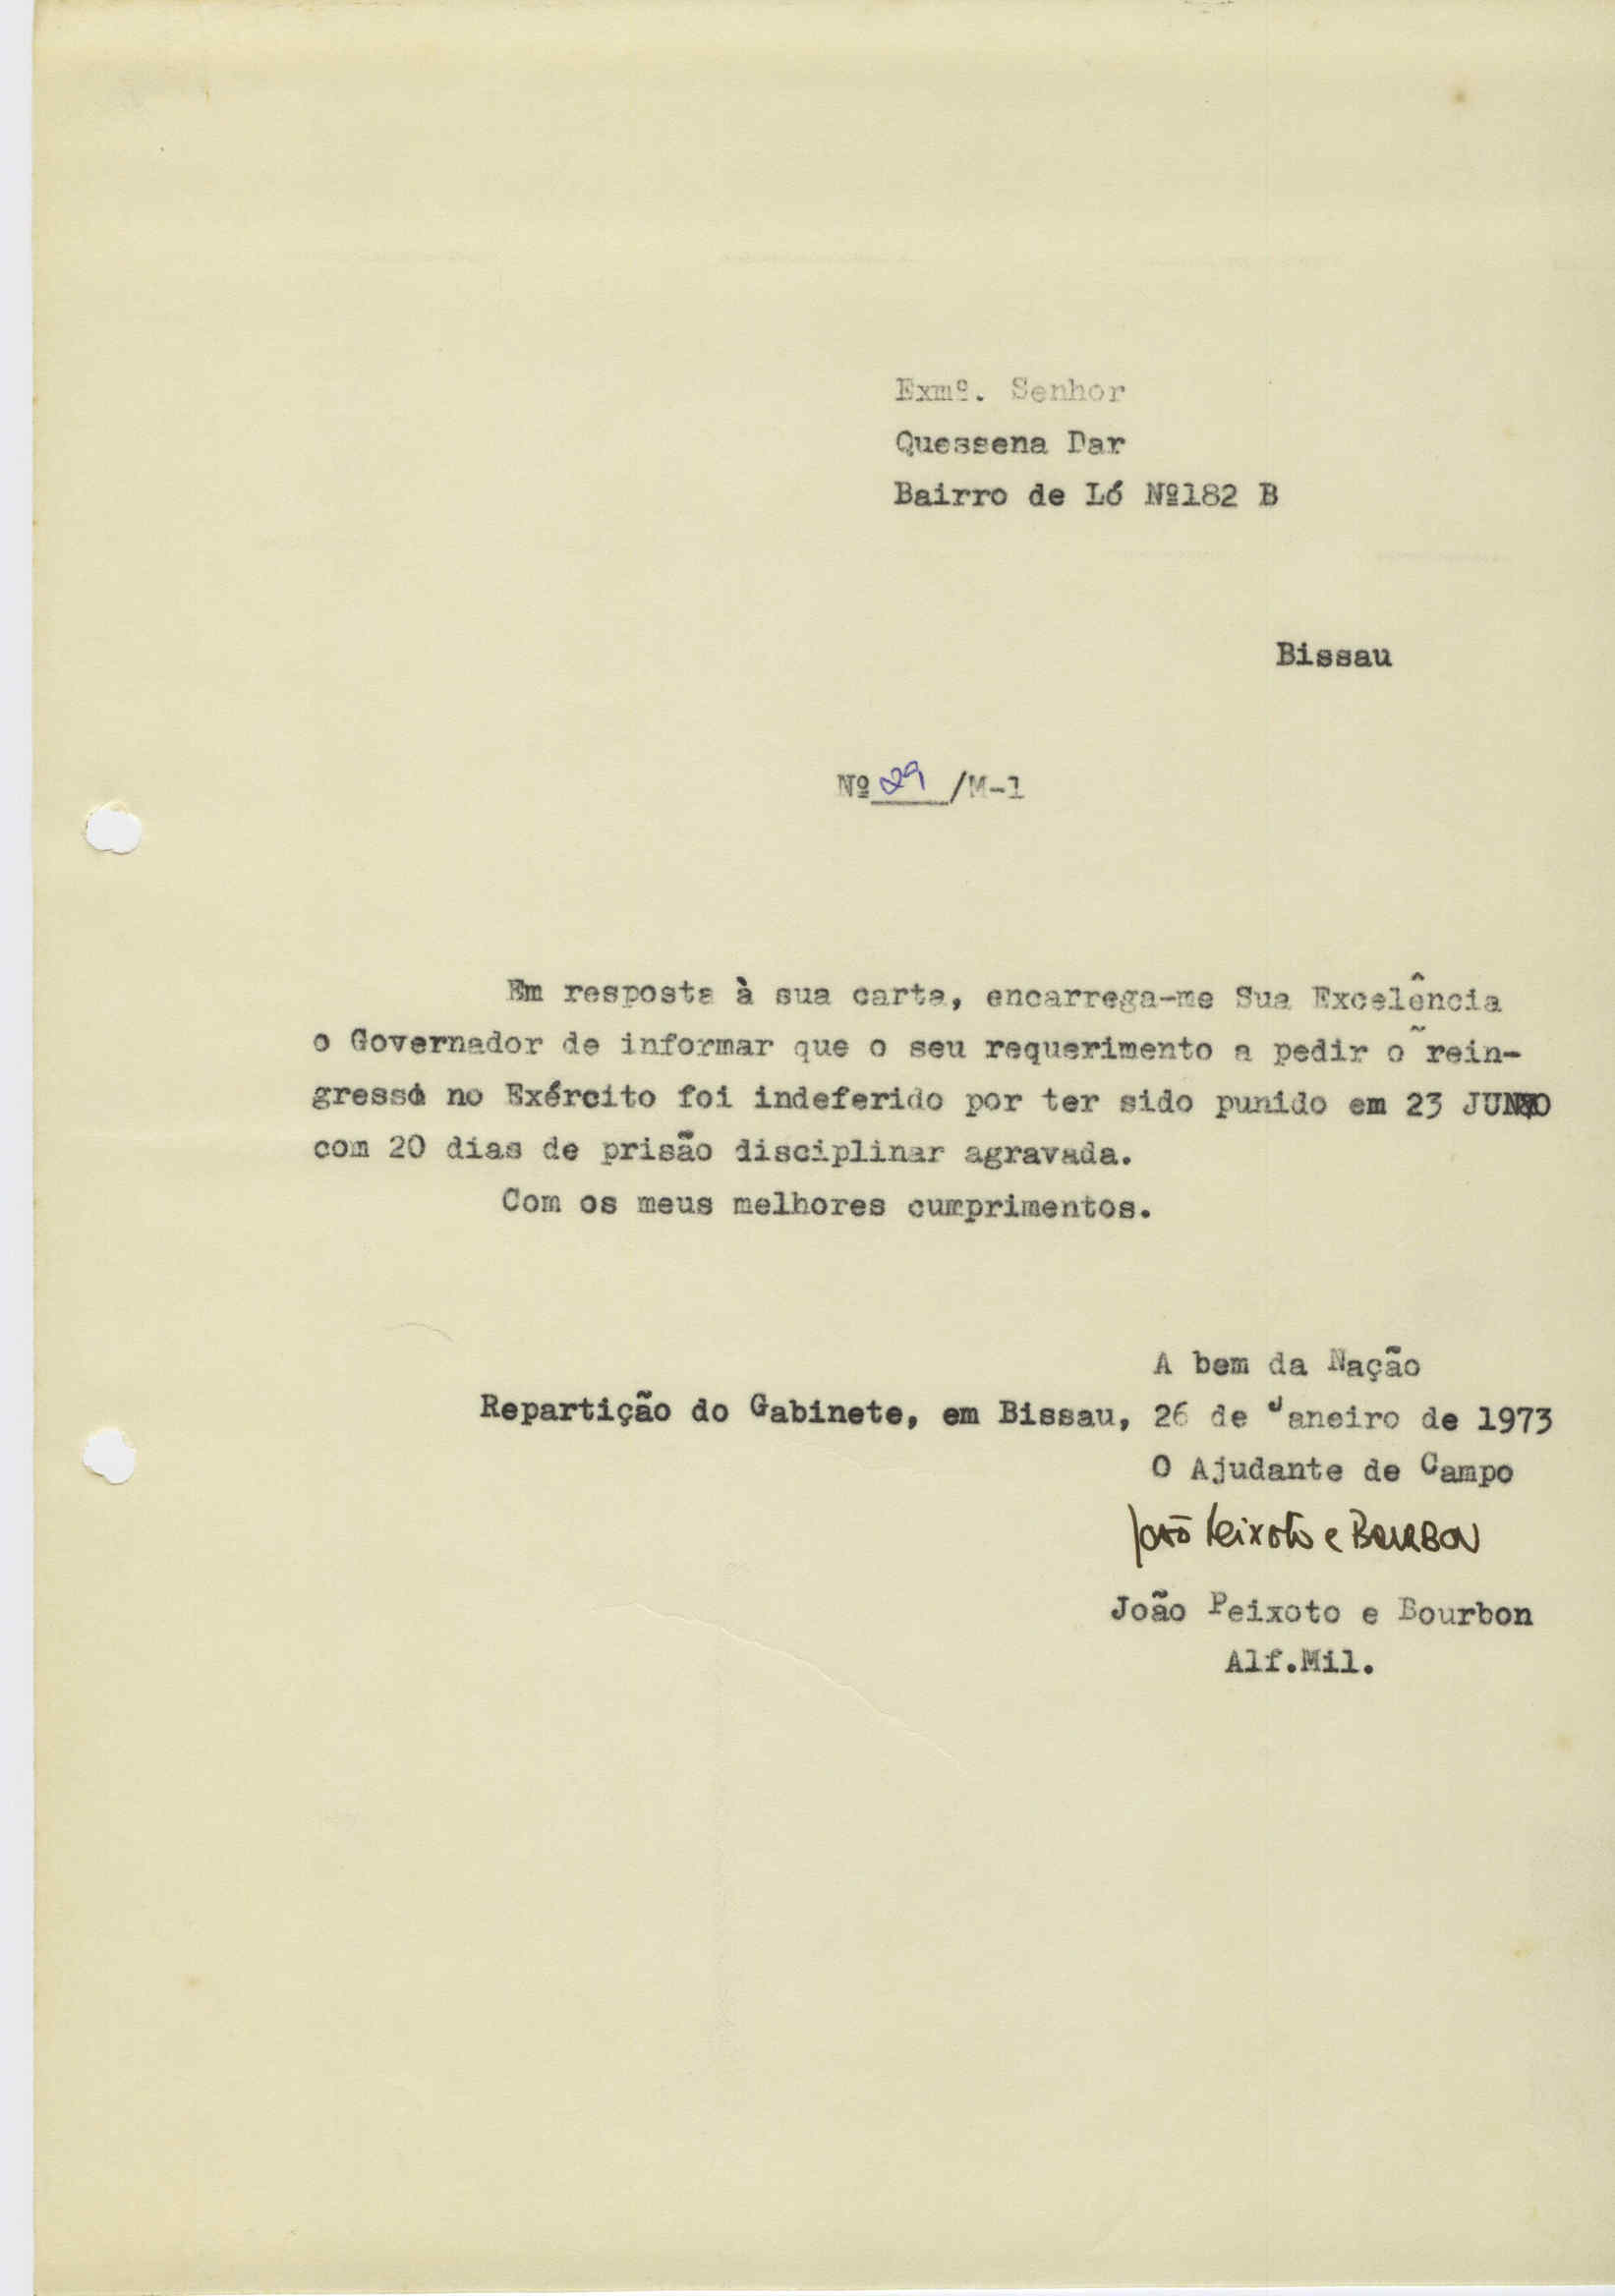 Exmº. Senhor
Quessena Dar
Bairro de Ló Nº182 B
Bissau
Nº 29 /M-1
Em resposta à sua carta, encarrega-me Sua Excelência
o Governador de informar que o seu requerimento a pedir o rein-
gresso no Exército foi indeferido por ter sido punido em 23
com 20 dias de prisão disciplinar agravada.
Com os meus melhores cumprimentos.
A bem da Nação
Repartição do Gabinete, em Bissau, 26 de Janeiro de 1973
O Ajudante de Campo
João Peixoto e Bourbon
João Peixoto e Bourbon
Alf.Mil.